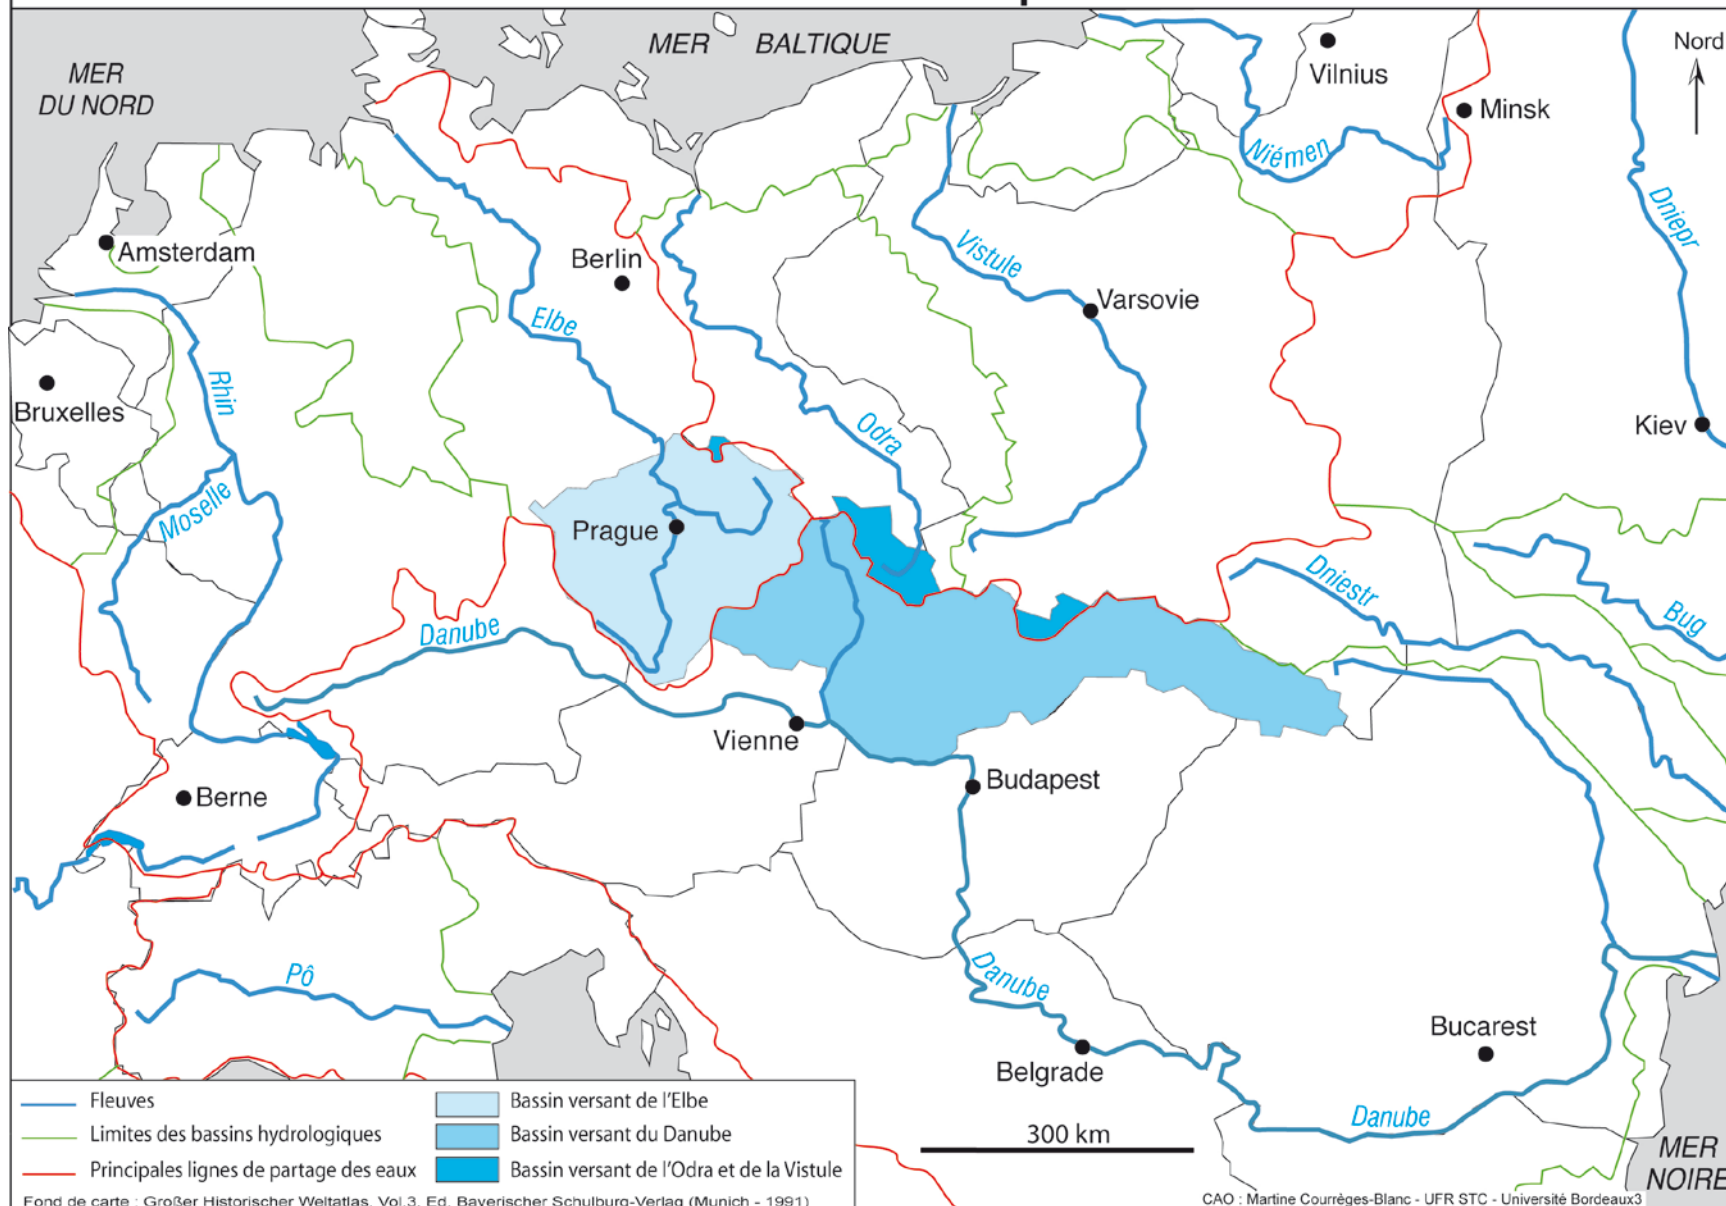 MER BALTIQUE
Nord
MER
DU NORD
Vilnius
Minsk
Niémen
Dniepr
Amsterdam
Berlin
Vistule
Varsovie
Elbe
Rhin
Bruxelles
Odra
Kiev
Moselle
Prague
Dniestr
Bug
Danube
Vienne
Budapest
Berne
Pô
Danube
Bucarest
Belgrade
Danube
MER
NOIRE
300 km
Fleuves
Limites des bassins hydrologiques
Principales lignes de partage des eaux
Bassin versant de l'Elbe
Bassin versant du Danube
Bassin versant de l'Odra et de la Vistule
Fond de carte : Großer Historischer Weltatlas, Vol.3, Ed. Bayerischer Schulburg-Verlag (Munich - 1991)
CAO : Martine Courrèges-Blanc - UFR STC - Université Bordeaux3